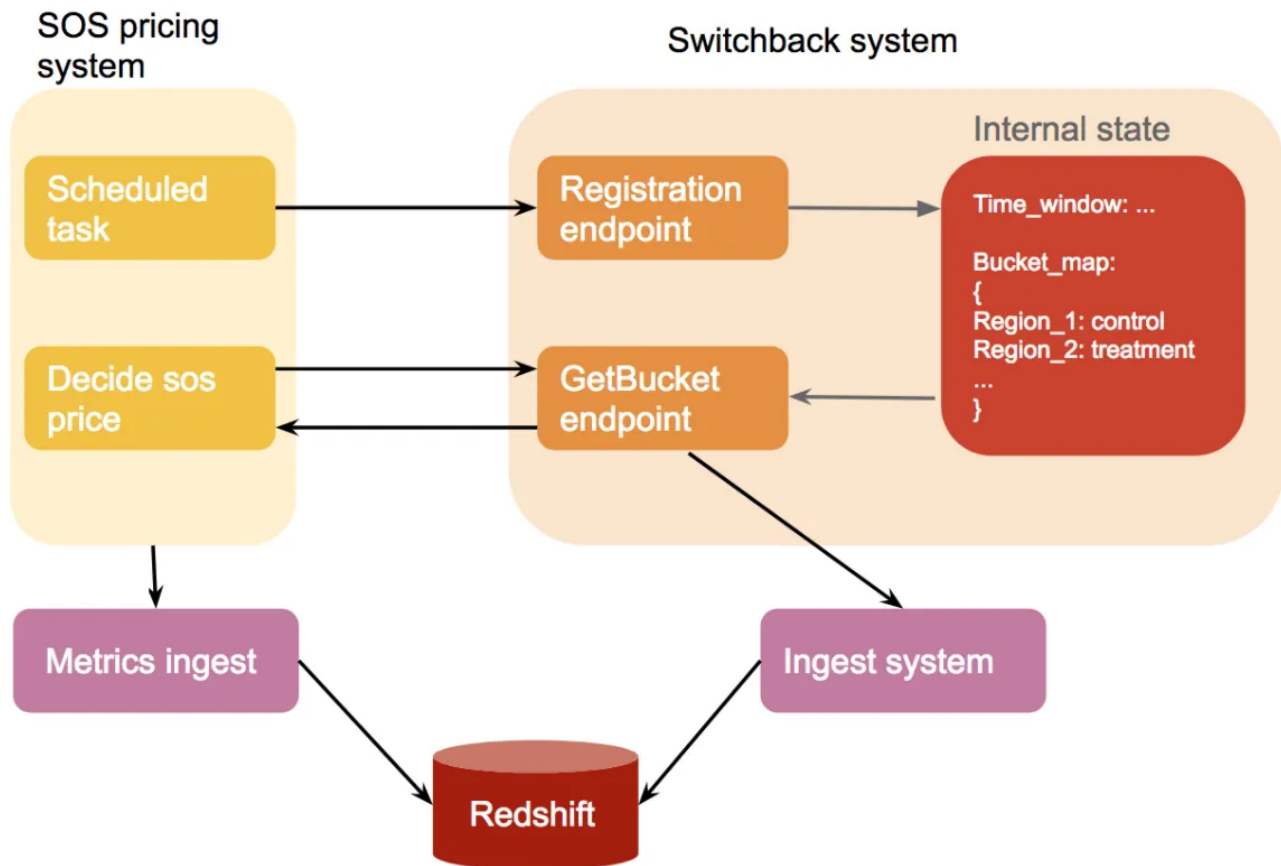 SOS pricing
system
Switchback system
Internal state
Scheduled
task
Registration
endpoint
Time_window: ...
Bucket_map:
{
Region_1: control
Region_2: treatment
...
}
Decide sos
price
GetBucket
endpoint
Metrics ingest
Ingest system
Redshift